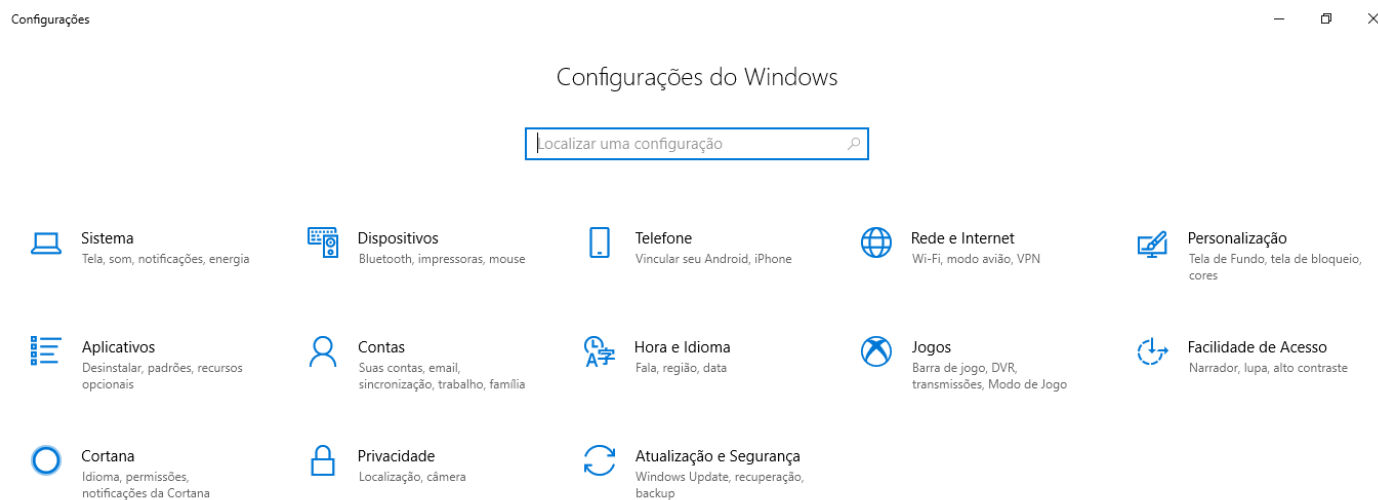 Configurações
Configurações do Windows
Localizar uma configuração
Sistema
Tela, som, notificações, energia
Dispositivos
Bluetooth, impressoras, mouse
Telefone
Vincular seu Android, iPhone
Rede e Internet
Wi-Fi, modo avião, VPN
Personalização
Tela de Fundo, tela de bloqueio,
cores
Aplicativos
Desinstalar, padrões, recursos
opcionais
Contas
Suas contas, email,
sincronização, trabalho, família
Hora e Idioma
Fala, região, data
Jogos
Barra de jogo, DVR,
transmissões, Modo de Jogo
Facilidade de Acesso
Narrador, lupa, alto contraste
Cortana
Idioma, permissões,
notificações da Cortana
Privacidade
Localização, câmera
Atualização e Segurança
Windows Update, recuperação,
backup